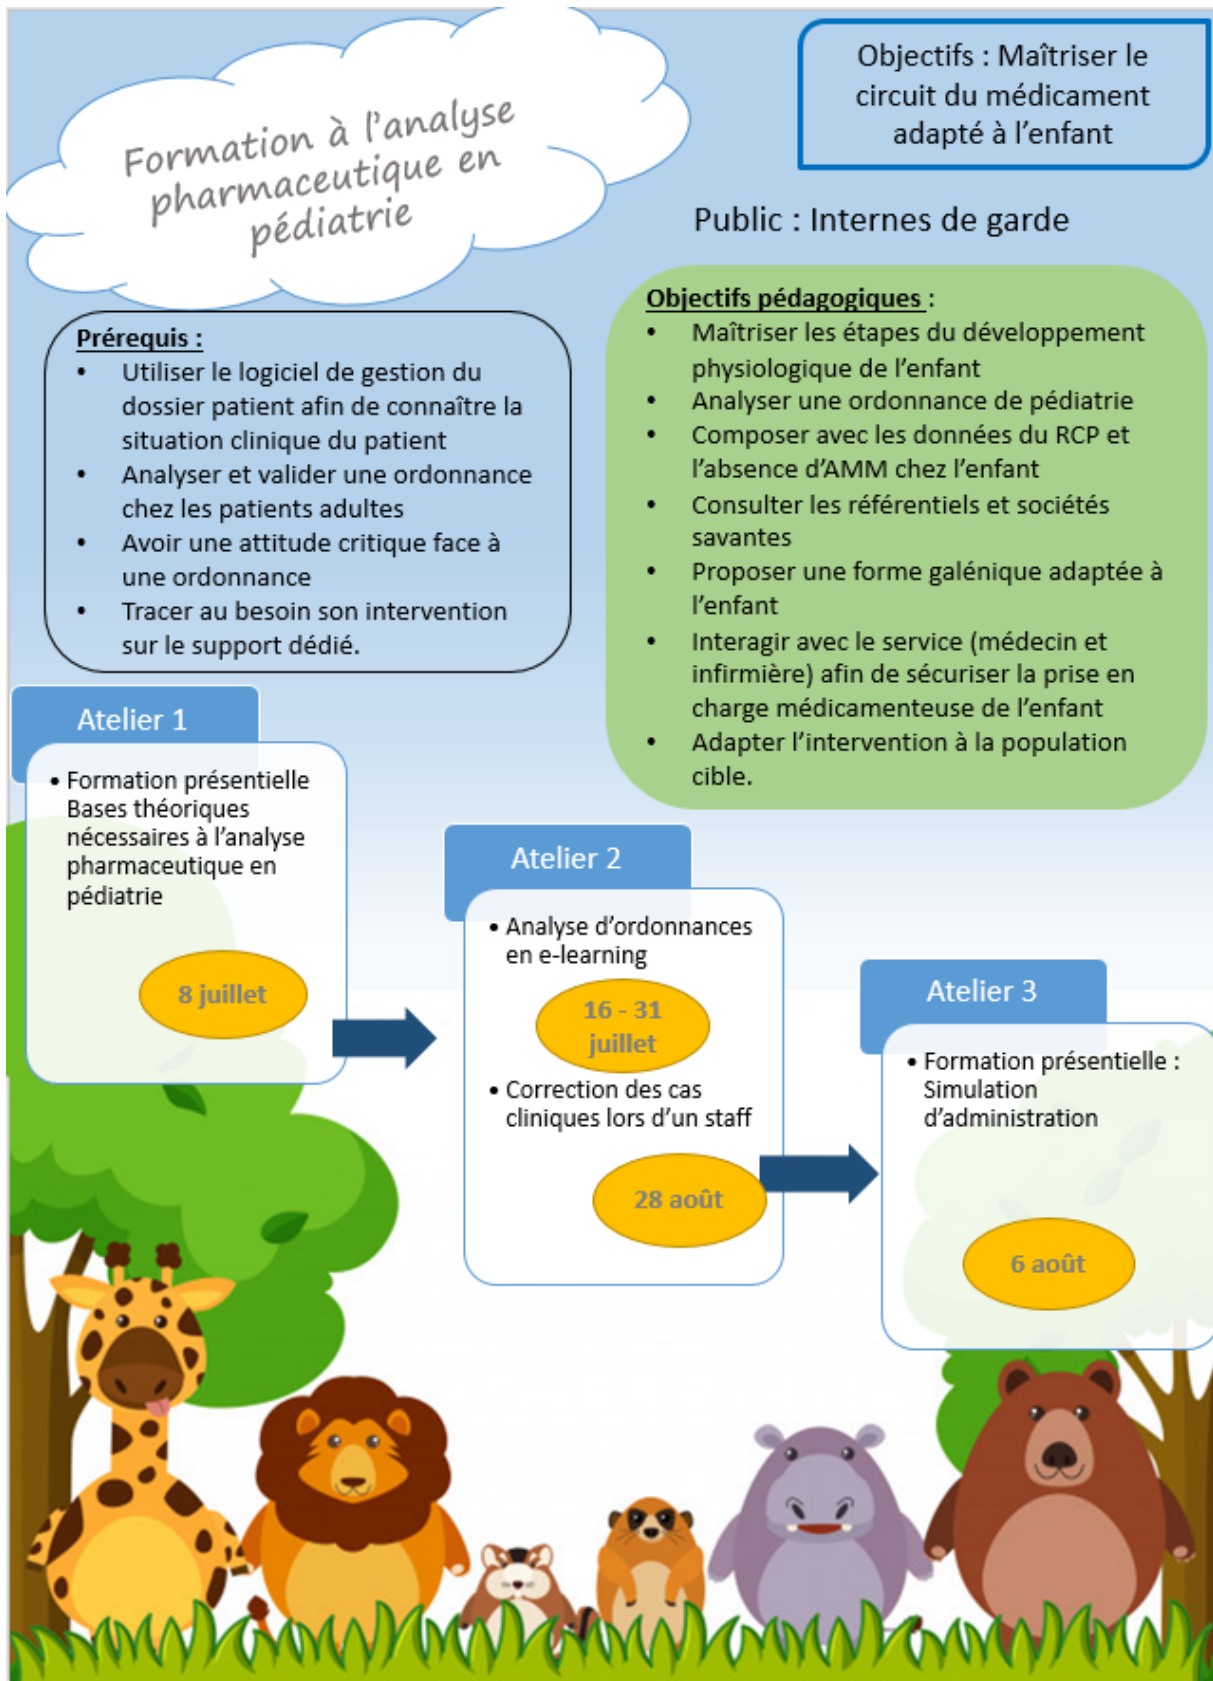 Formation à l'analyse
pharmaceutique en
pédiatrie
Objectifs : Maîtriser le
circuit du médicament
adapté à l'enfant
Public : Internes de garde
Prérequis :
• Utiliser le logiciel de gestion du
dossier patient afin de connaître la
situation clinique du patient
• Analyser et valider une ordonnance
chez les patients adultes
• Avoir une attitude critique face à
une ordonnance
• Tracer au besoin son intervention
sur le support dédié.
Objectifs pédagogiques :
• Maîtriser les étapes du développement
physiologique de l'enfant
• Analyser une ordonnance de pédiatrie
• Composer avec les données du RCP et
l'absence d'AMM chez l'enfant
• Consulter les référentiels et sociétés
savantes
• Proposer une forme galénique adaptée à
l'enfant
• Interagir avec le service (médecin et
infirmière) afin de sécuriser la prise en
charge médicamenteuse de l'enfant
• Adapter l'intervention à la population
cible.
Atelier 1
• Formation présentielle
Bases théoriques
nécessaires à l'analyse
pharmaceutique en
pédiatrie
8 juillet
Atelier 2
• Analyse d'ordonnances
en e-learning
16 - 31
juillet
• Correction des cas
cliniques lors d'un staff
28 août
Atelier 3
• Formation présentielle :
Simulation
d'administration
6 août